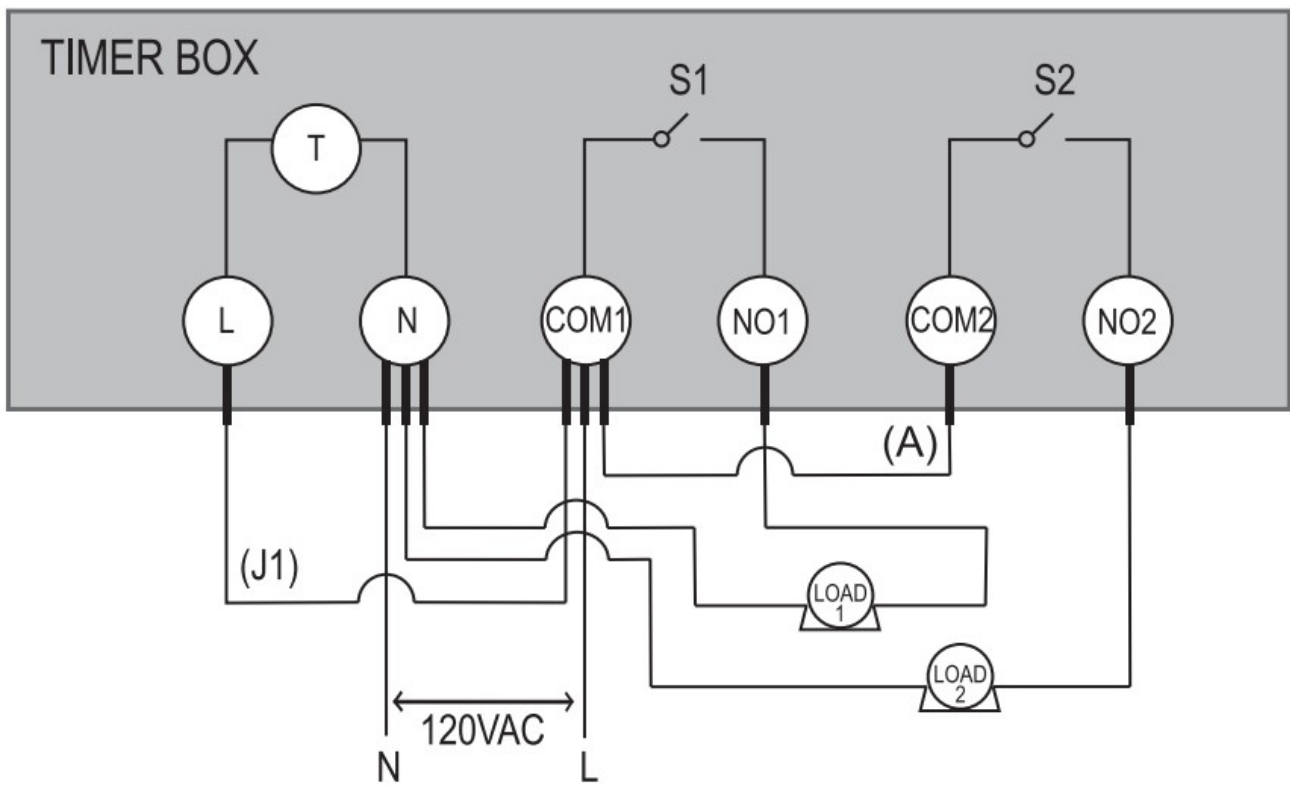 TIMER BOX
S1
S2
T
L
N
COM1
NO1
COM2
NO2
(A)
(J1)
LOAD
1
LOAD
2
120VAC
N
L